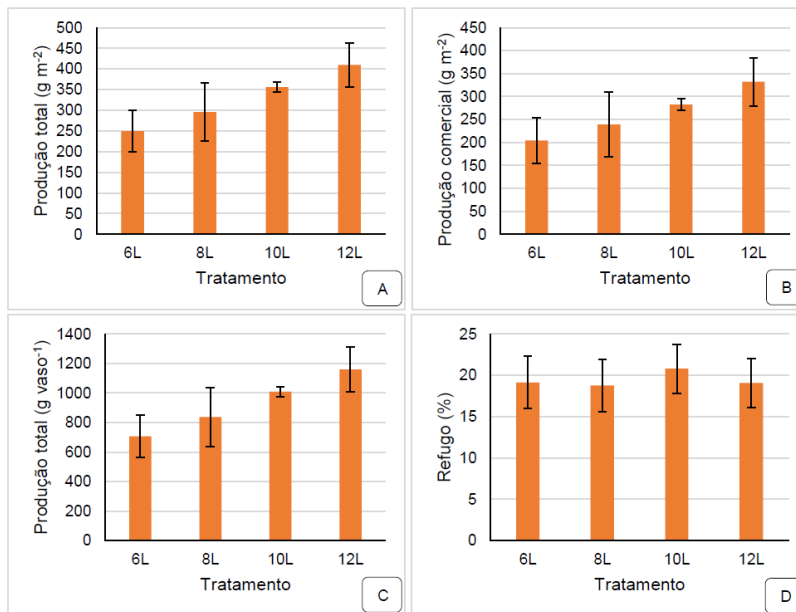 Produção total (g m-2)
500
450
400
350
300
250
200
150
100
50
0
6L 8L 10L 12L
Tratamento
A
Produção comercial (g m-2)
450
400
350
300
250
200
150
100
50
0
6L 8L 10L 12L
Tratamento
B
Produção total (g vaso-1)
1400
1200
1000
800
600
400
200
0
6L 8L 10L 12L
Tratamento
C
Refugo (%)
25
20
15
10
5
0
6L 8L 10L 12L
Tratamento
D